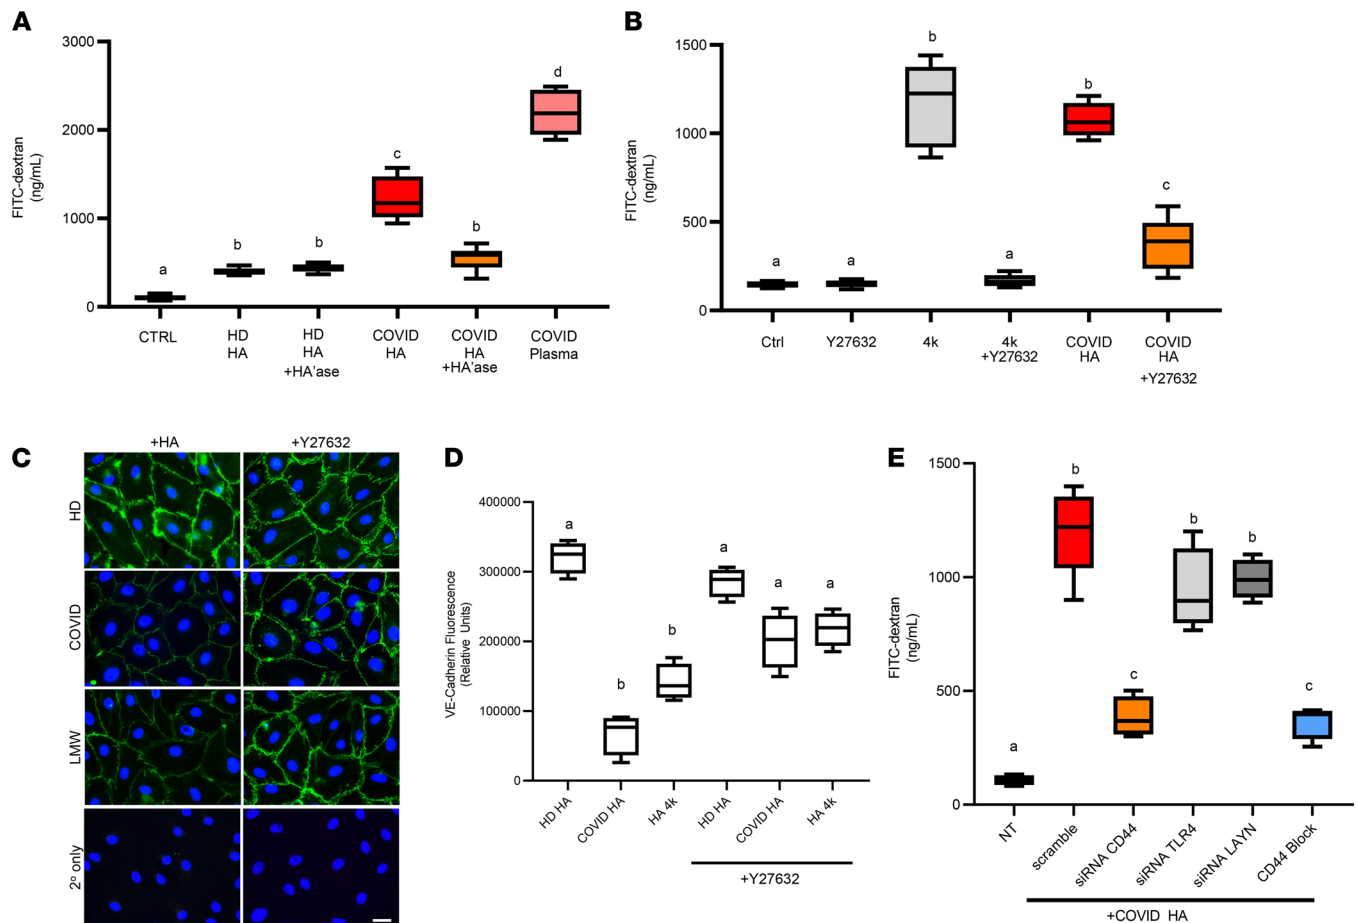 A
FITC-dextran
(ng/mL)
3000
2000
1000
0
a
b
b
c
b
d
CTRL
HD
HA
HD
HA
+HA'ase
COVID
HA
COVID
HA
+HA'ase
COVID
Plasma
B
FITC-dextran
(ng/mL)
1500
1000
500
0
a
a
b
a
b
c
Ctrl
Y27632
4k
4k
+Y27632
COVID
HA
COVID
HA
+Y27632
C
+HA
+Y27632
HD
COVID
LMW
2º only
D
VE-Cadherin Fluorescence
(Relative Units)
400000
300000
200000
100000
0
a
b
b
a
a
a
HD HA
COVID HA
HA 4k
HD HA
COVID HA
HA 4k
+Y27632
E
FITC-dextran
(ng/mL)
1500
1000
500
0
a
b
c
b
b
c
NT
scramble
siRNA CD44
siRNA TLR4
siRNA LAYN
CD44 Block
+COVID HA